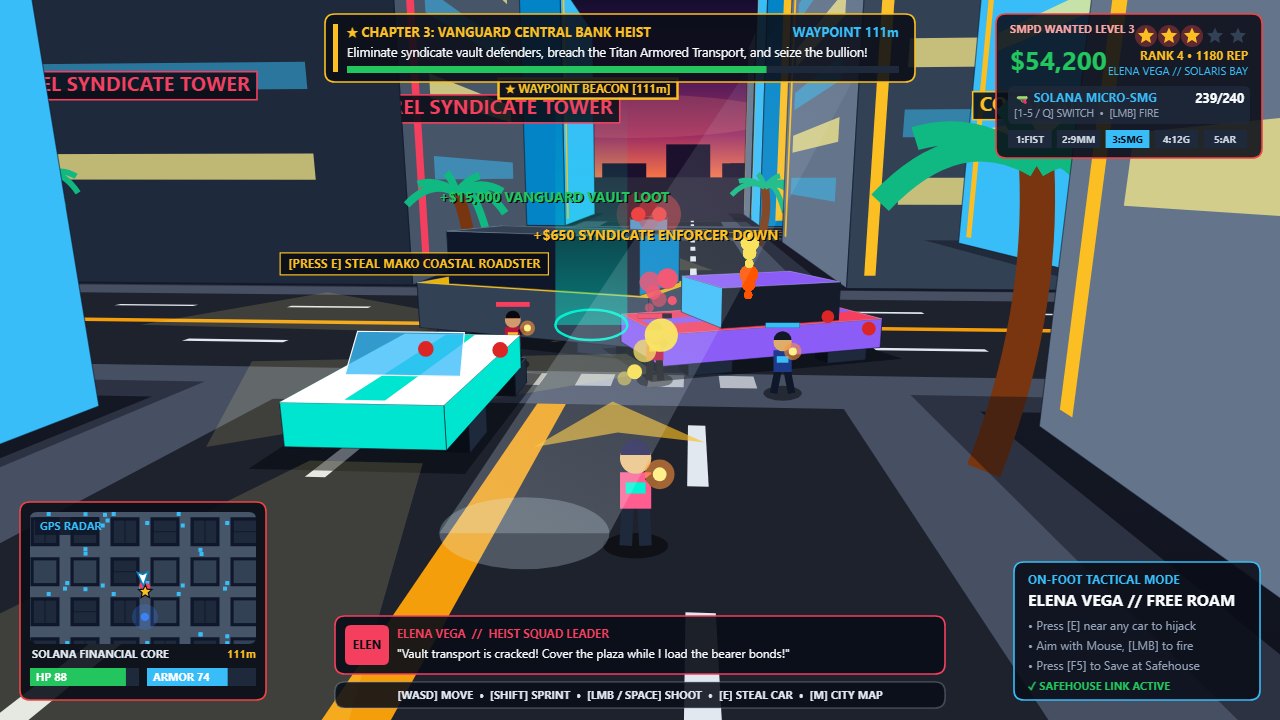 ★ CHAPTER 3: VANGUARD CENTRAL BANK HEIST WAYPOINT 111m
Eliminate syndicate vault defenders, breach the Titan Armored Transport, and seize the bullion!
★ WAYPOINT BEACON [111m]
EL SYNDICATE TOWER
REL SYNDICATE TOWER
CO
SMPD WANTED LEVEL 3 ★★★★★
$54,200
RANK 4 • 1180 REP
ELENA VEGA // SOLARIS BAY
SOLANA MICRO-SMG 239/240
[1-5 / Q] SWITCH • [LMB] FIRE
1:FIST 2:9MM 3:SMG 4:12G 5:AR
+$15,000 VANGUARD VAULT LOOT
+$650 SYNDICATE ENFORCER DOWN
[PRESS E] STEAL MAKO COASTAL ROADSTER
GPS RADAR
SOLANA FINANCIAL CORE 111m
HP 88 ARMOR 74
ELEN
ELENA VEGA // HEIST SQUAD LEADER
"Vault transport is cracked! Cover the plaza while I load the bearer bonds!"
[WASD] MOVE • [SHIFT] SPRINT • [LMB / SPACE] SHOOT • [E] STEAL CAR • [M] CITY MAP
ON-FOOT TACTICAL MODE
ELENA VEGA // FREE ROAM
• Press [E] near any car to hijack
• Aim with Mouse, [LMB] to fire
• Press [F5] to Save at Safehouse
✓ SAFEHOUSE LINK ACTIVE